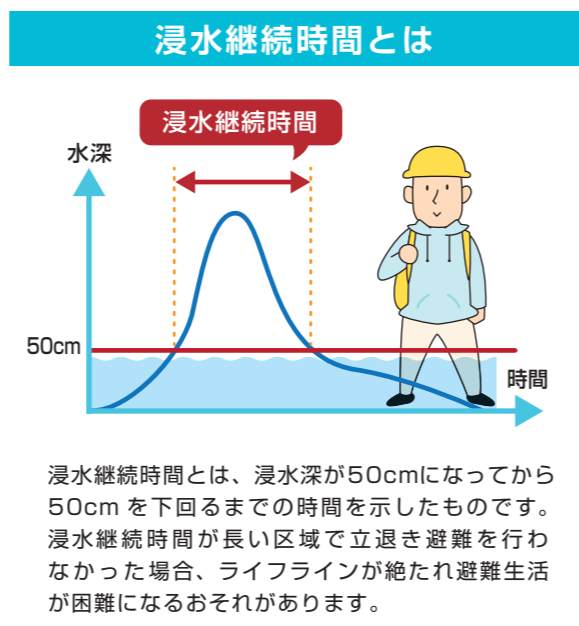 浸水継続時間とは
浸水継続時間
水深
50cm
時間
浸水継続時間とは、浸水深が50cmになってから
50cm を下回るまでの時間を示したものです。
浸水継続時間が長い区域で立退き避難を行わ
なかった場合、ライフラインが絶たれ避難生活
が困難になるおそれがあります。